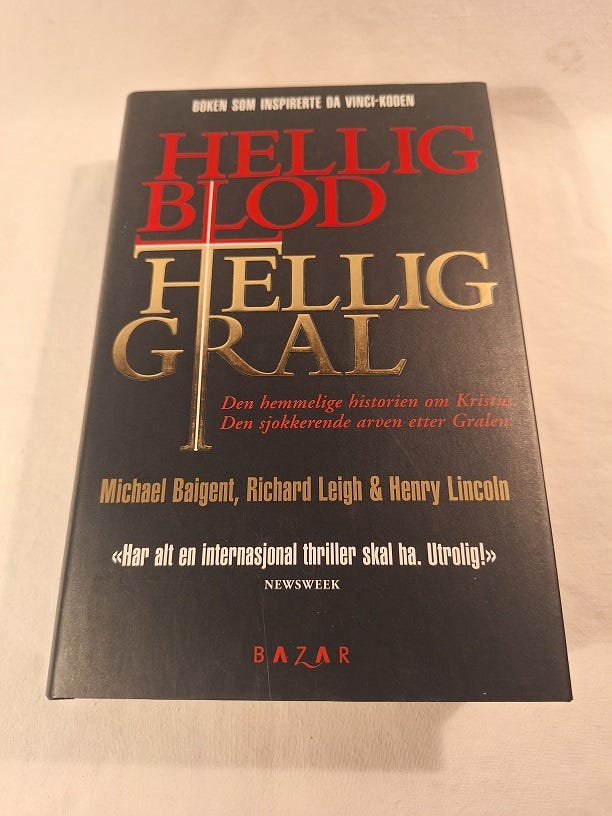 BOKEN SOM INSPIRERTE DA VINCI-KODEN
HELLIG
BLOD
HELLIG
GRAL
Den hemmelige historien om Kristus.
Den sjokkerende arven etter Gralen.
Michael Baigent, Richard Leigh & Henry Lincoln
«Har alt en internasjonal thriller skal ha. Utrolig!»
NEWSWEEK
BAZAR